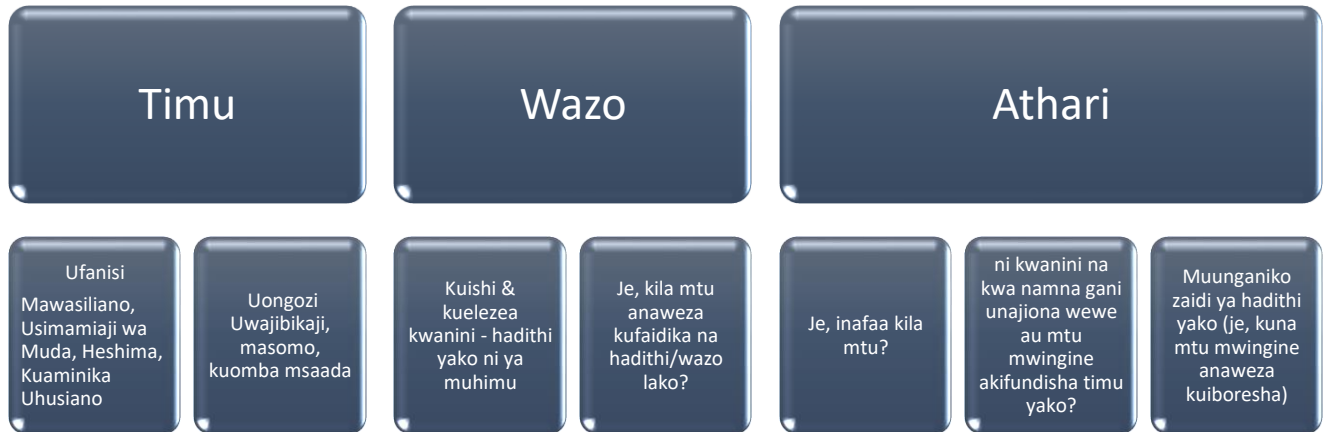 Timu
Wazo
Athari
Ufanisi
Mawasiliano,
Usimamiaji wa
Muda, Heshima,
Kuaminika
Uhusiano
Uongozi
Uwajibikaji,
masomo,
kuomba msaada
Kuishi &
kuelezea
kwanini - hadithi
yako ni ya
muhimu
Je, kila mtu
anaweza
kufaidika na
hadithi/wazo
lako?
Je, inafaa kila
mtu?
ni kwanini na
kwa namna gani
unajiona wewe
au mtu
mwingine
akifundisha timu
yako?
Muunganiko
zaidi ya hadithi
yako (je, kuna
mtu mwingine
anaweza
kuiboresha)